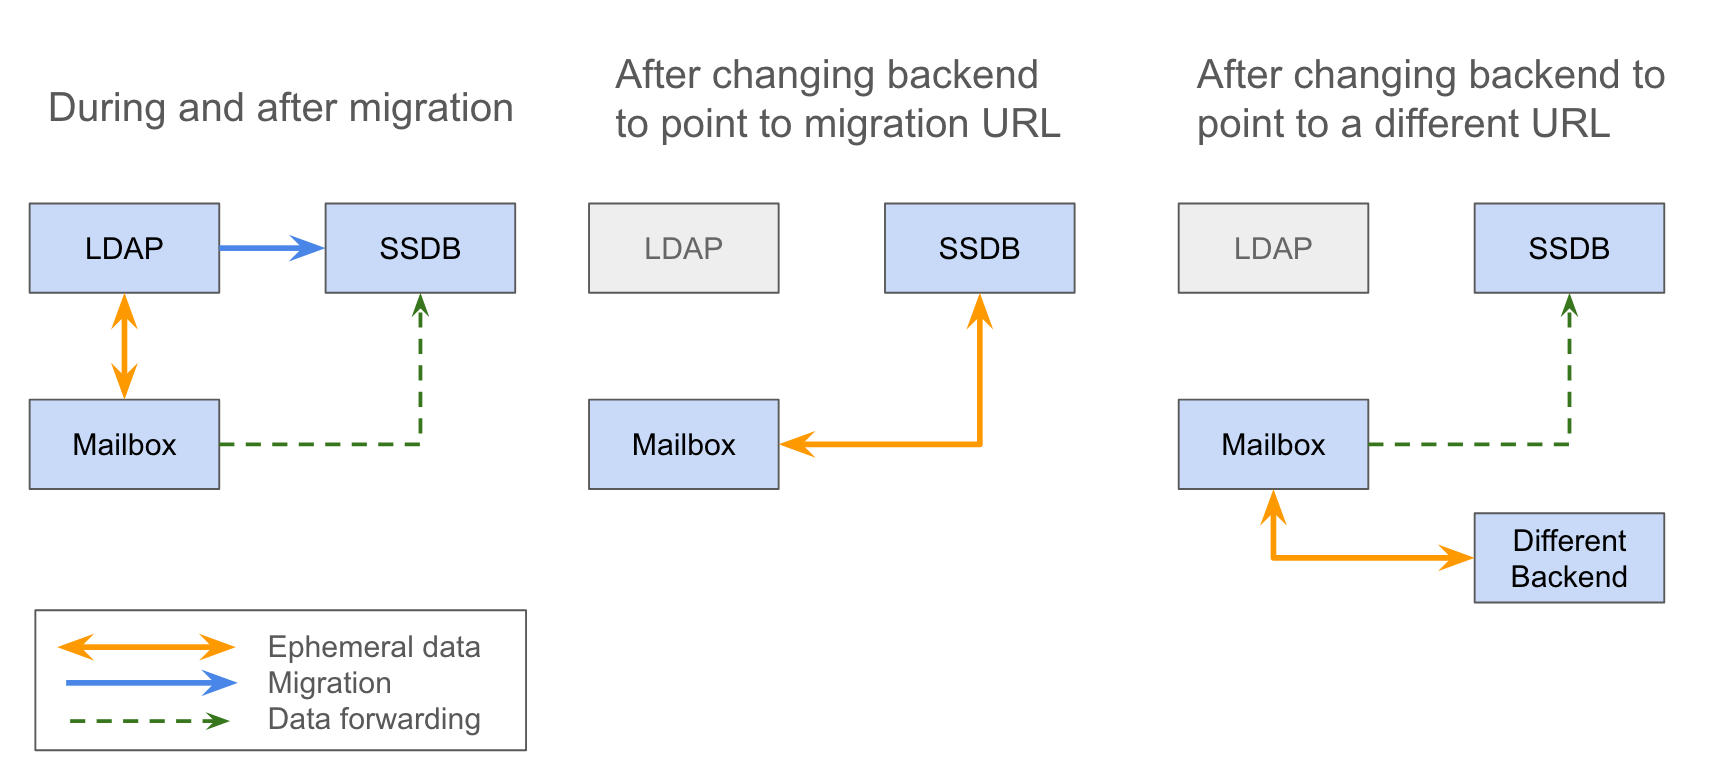 During and after migration
After changing backend
to point to migration URL
After changing backend to
point to a different URL
LDAP
SSDB
Mailbox
LDAP
SSDB
Mailbox
LDAP
SSDB
Mailbox
Different
Backend
Ephemeral data
Migration
Data forwarding